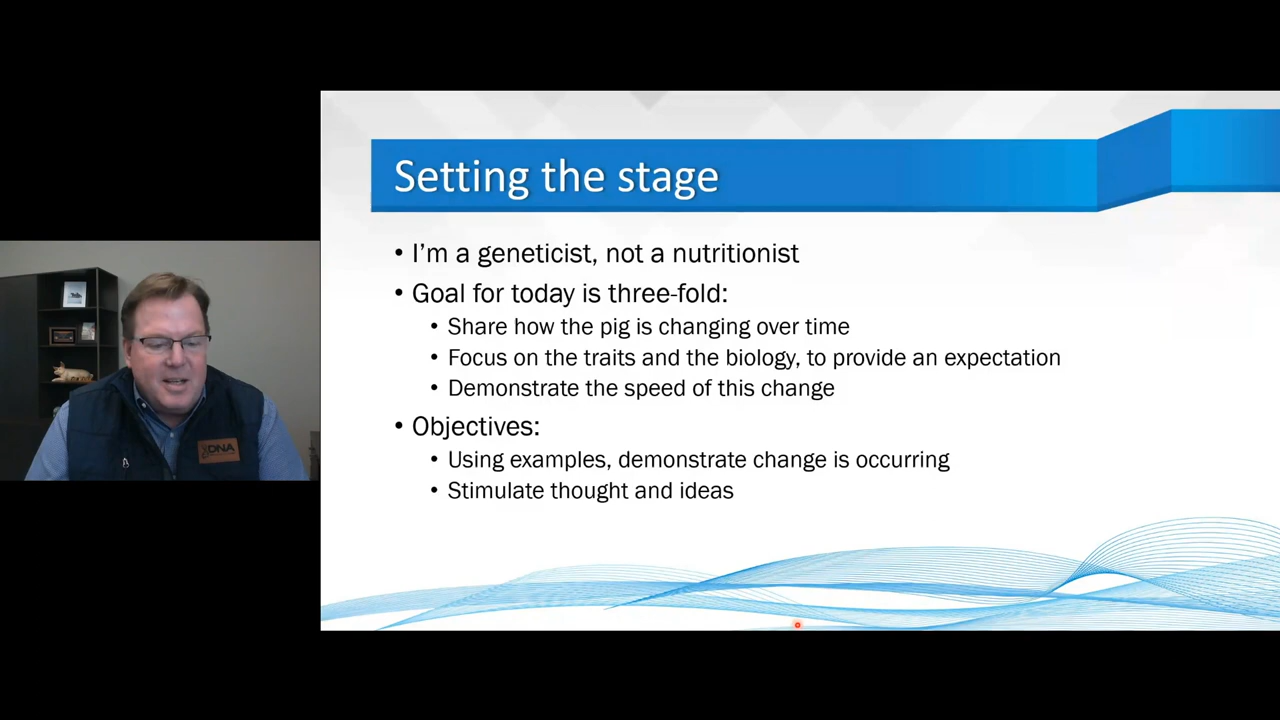 Setting the stage
• I'm a geneticist, not a nutritionist
• Goal for today is three-fold:
• Share how the pig is changing over time
• Focus on the traits and the biology, to provide an expectation
• Demonstrate the speed of this change
• Objectives:
• Using examples, demonstrate change is occurring
• Stimulate thought and ideas
DNA